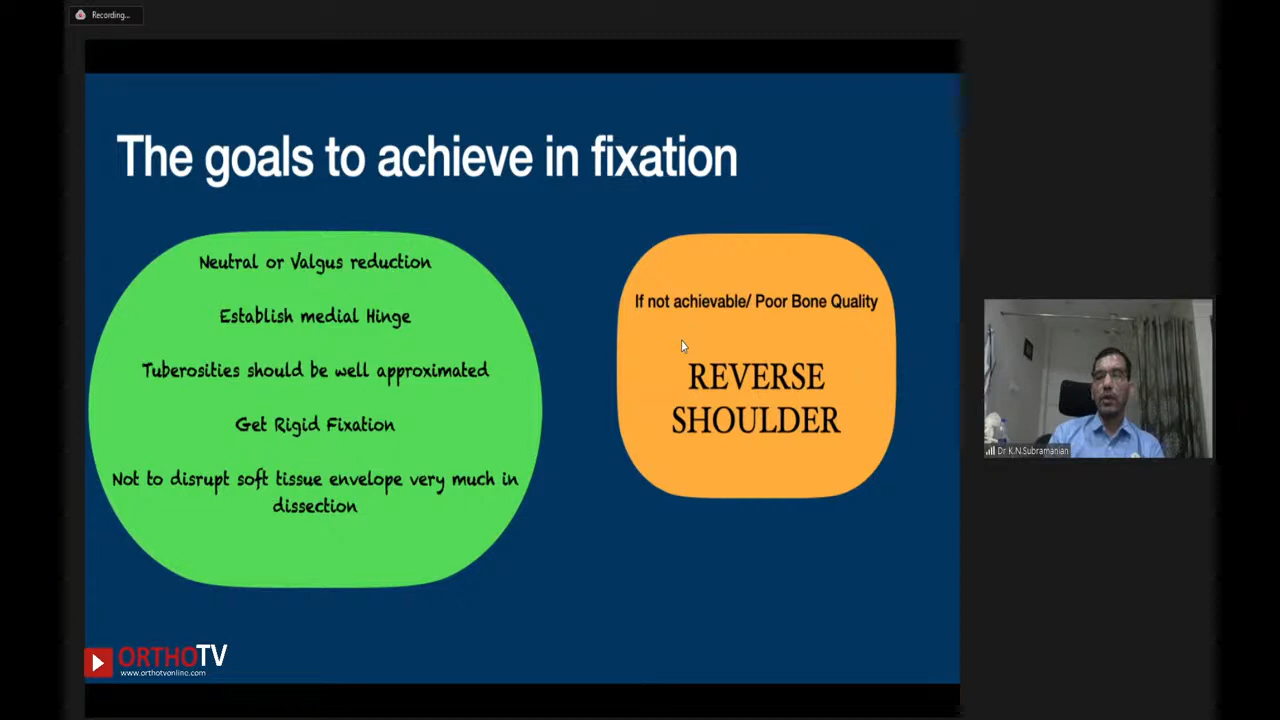 Recording...
The goals to achieve in fixation
Neutral or Valgus reduction
Establish medial Hinge
Tuberosities should be well approximated
Get Rigid Fixation
Not to disrupt soft tissue envelope very much in
dissection
If not achievable/ Poor Bone Quality
REVERSE
SHOULDER
Dr K.N.Subramanian
ORTHOTV
www.orthotvonline.com